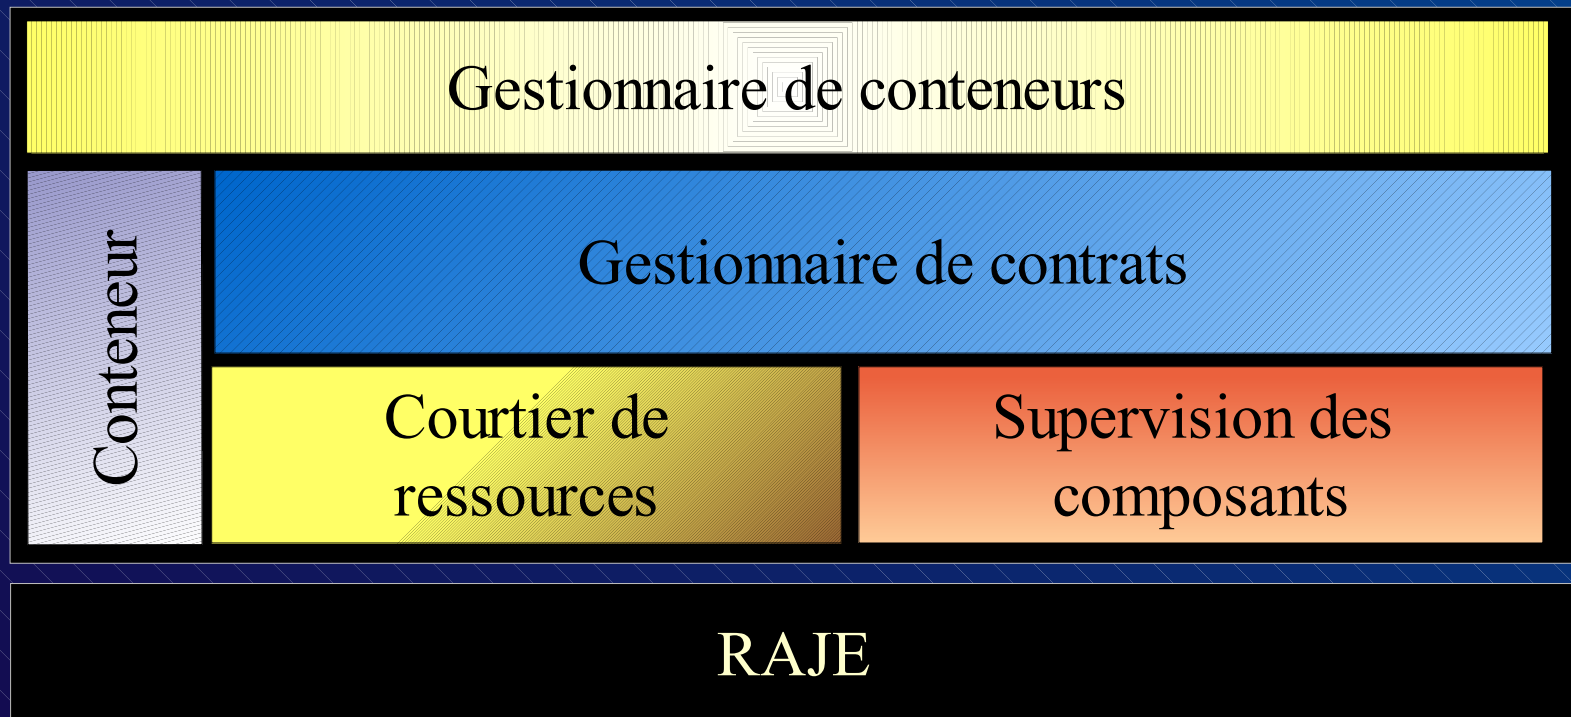 Gestionnaire de conteneurs
Conteneur
Gestionnaire de contrats
Courtier de
ressources
Supervision des
composants
RAJE